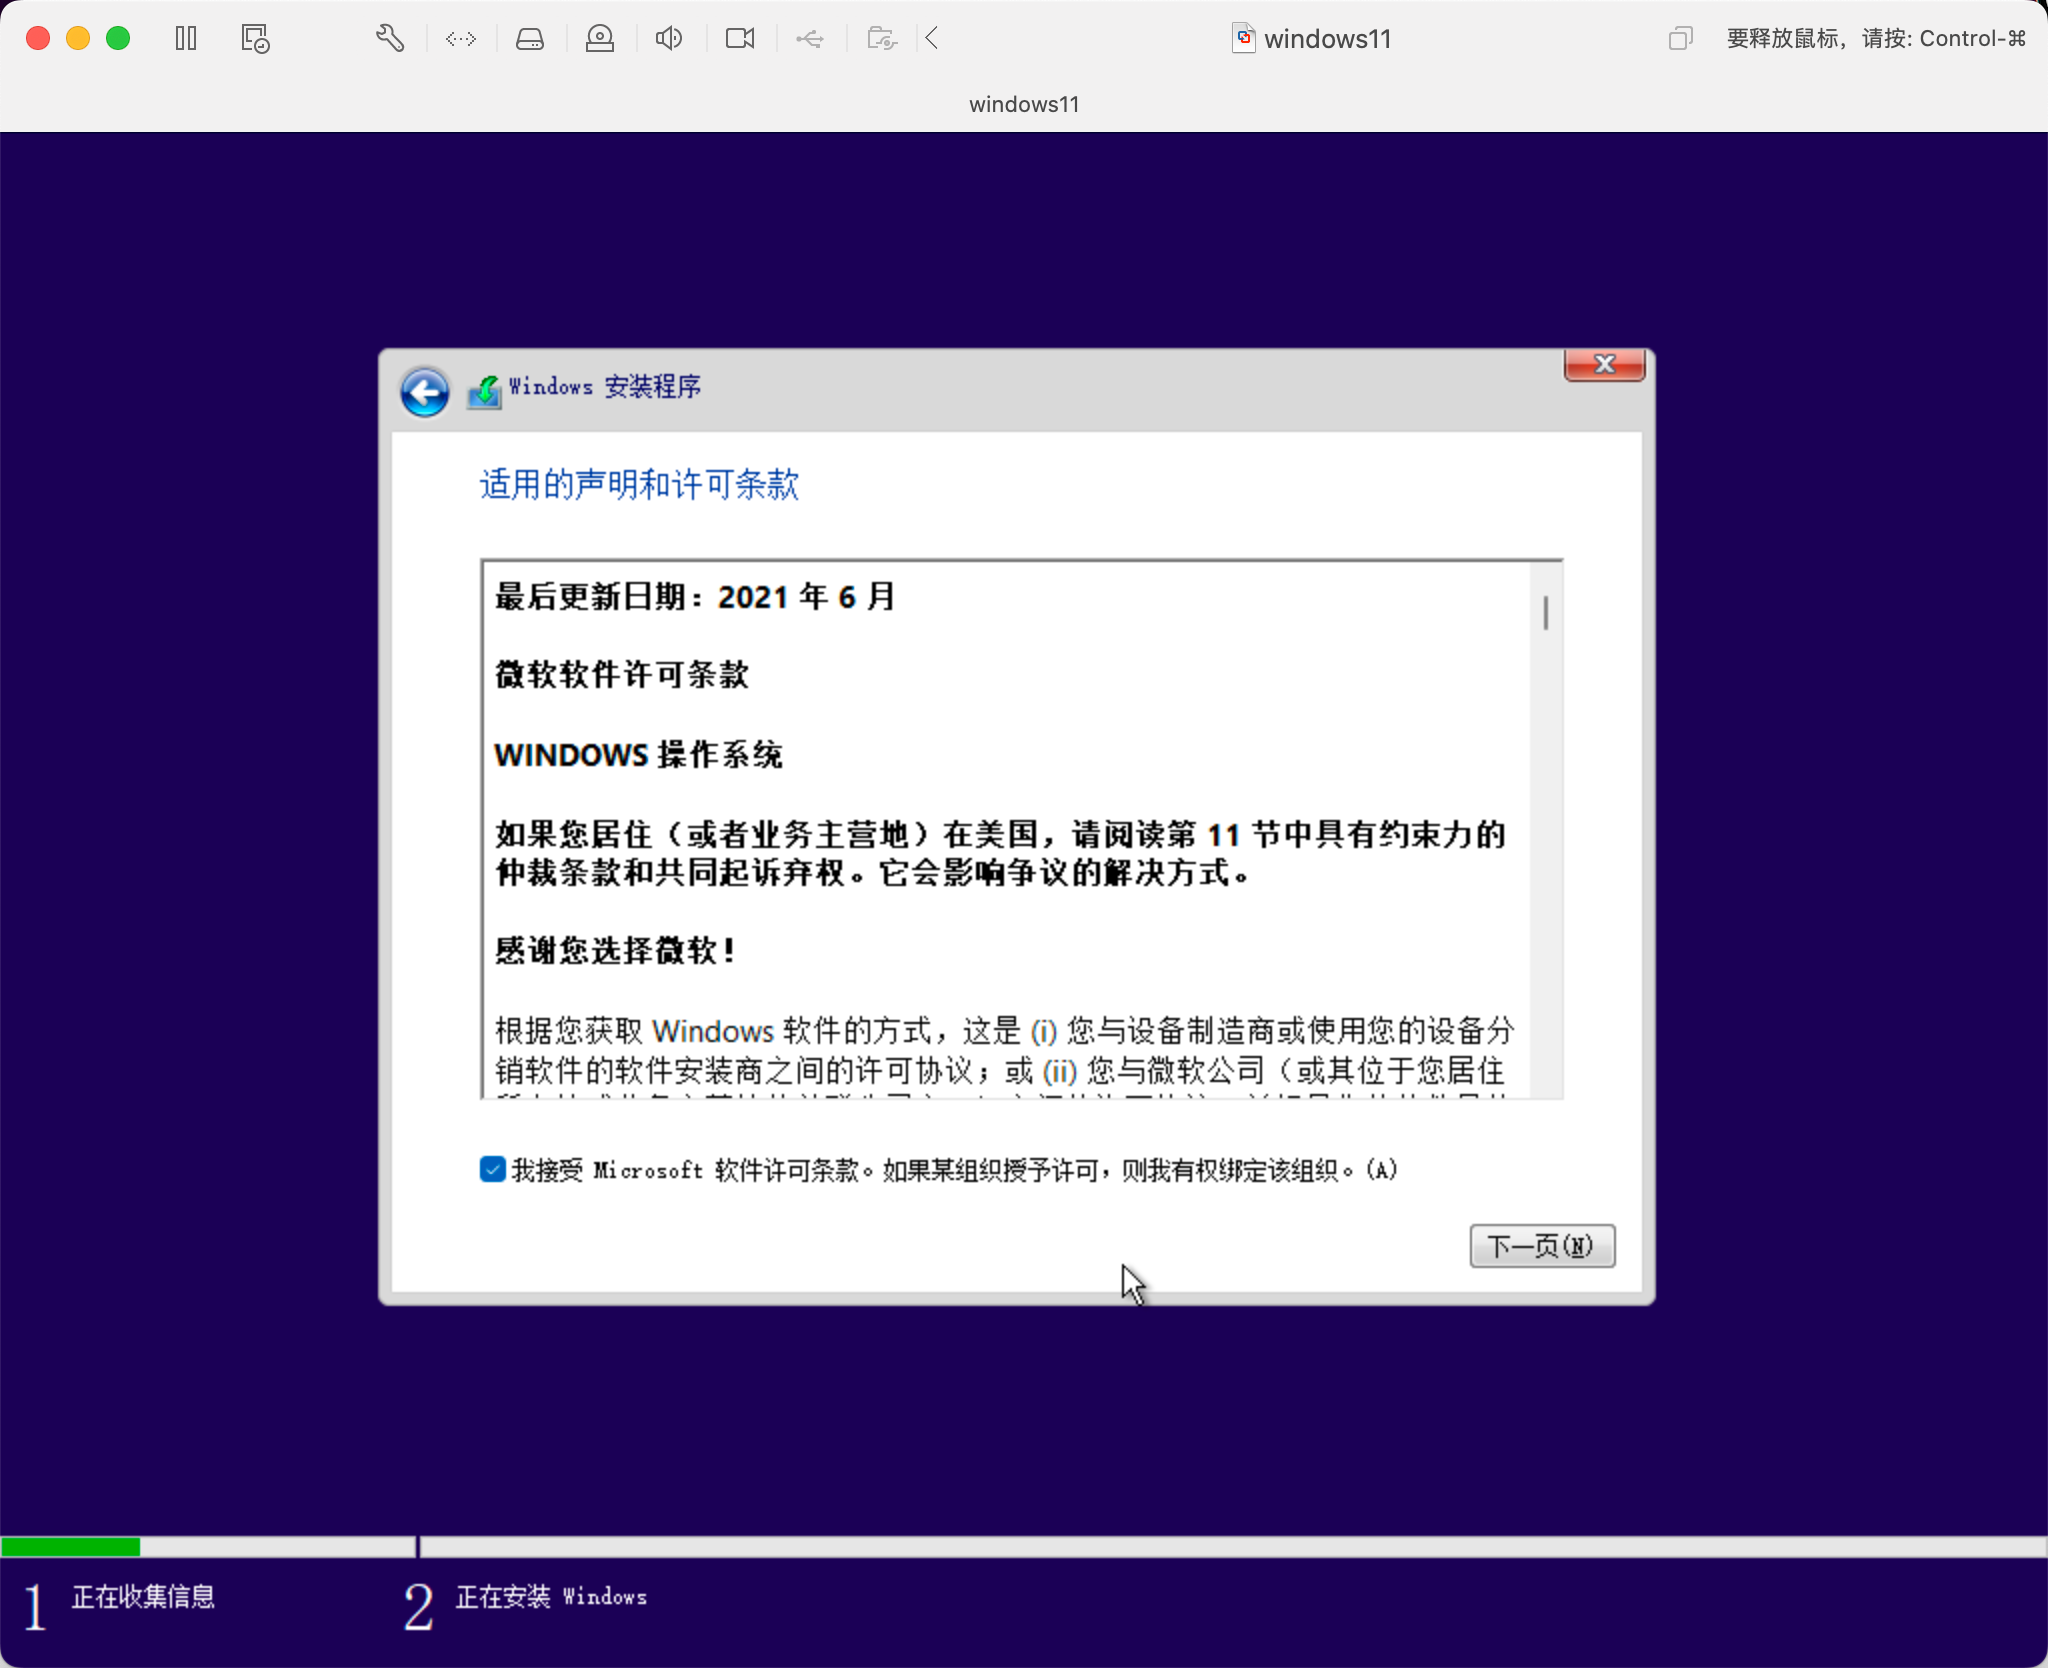 windows11
要释放鼠标，请按: Control-⌘
windows11
Windows 安装程序
适用的声明和许可条款
最后更新日期：2021 年 6 月
微软软件许可条款
WINDOWS 操作系统
如果您居住（或者业务主营地）在美国，请阅读第 11 节中具有约束力的
仲裁条款和共同起诉弃权。它会影响争议的解决方式。
感谢您选择微软！
根据您获取 Windows 软件的方式，这是 (i) 您与设备制造商或使用您的设备分
销软件的软件安装商之间的许可协议；或 (ii) 您与微软公司（或其位于您居住
我接受 Microsoft 软件许可条款。如果某组织授予许可，则我有权绑定该组织。(A)
下一页(N)
1 正在收集信息
2 正在安装 Windows